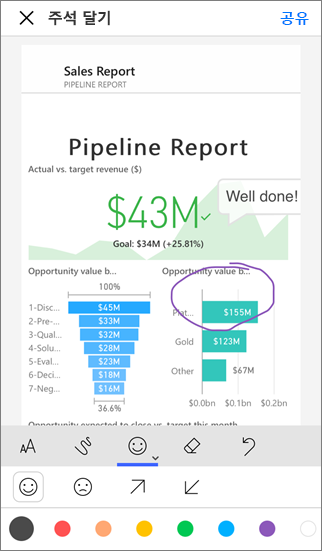 주석 달기
공유
Sales Report
PIPELINE REPORT
Pipeline Report
Actual vs. target revenue ($)
$43M
Well done!
Goal: $34M (+25.81%)
Opportunity value b...
100%
1-Disc... $45M
2-Pre-... $33M
3-Qual... $32M
4-Solu... $28M
5-Eval... $23M
6-Deci... $18M
7-Neg... $16M
36.6%
Opportunity value b...
Plat... $155M
Gold $123M
Other $67M
$0.0bn $0.1bn $0.2bn
Opportunity expected to close vs. target this month
AA